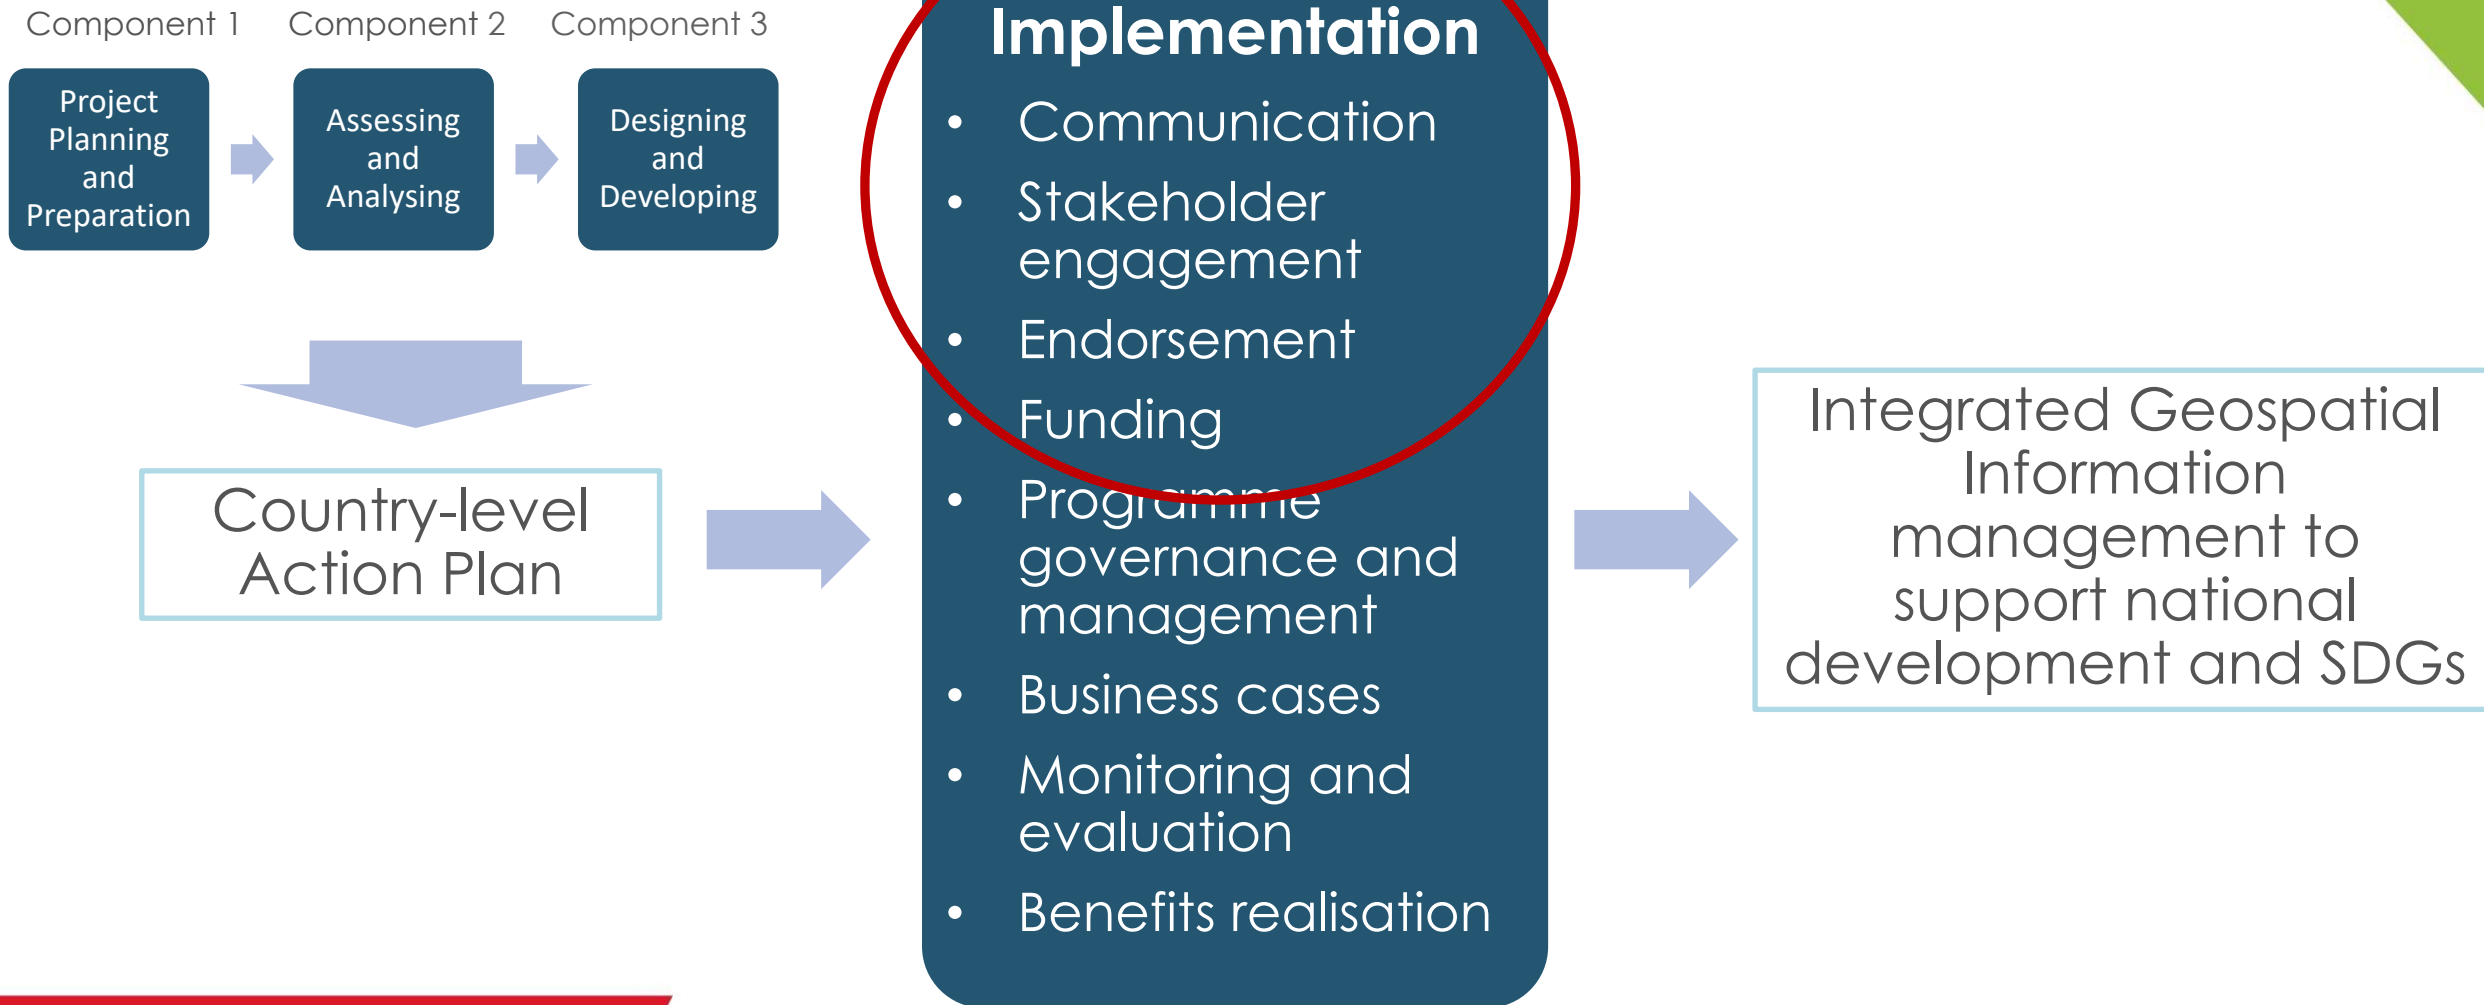 Component 1
Component 2
Component 3
Project
Planning
and
Preparation
Assessing
and
Analysing
Designing
and
Developing
Country-level
Action Plan
Implementation
• Communication
• Stakeholder
engagement
• Endorsement
• Funding
• Programme
governance and
management
• Business cases
• Monitoring and
evaluation
• Benefits realisation
Integrated Geospatial
Information
management to
support national
development and SDGs